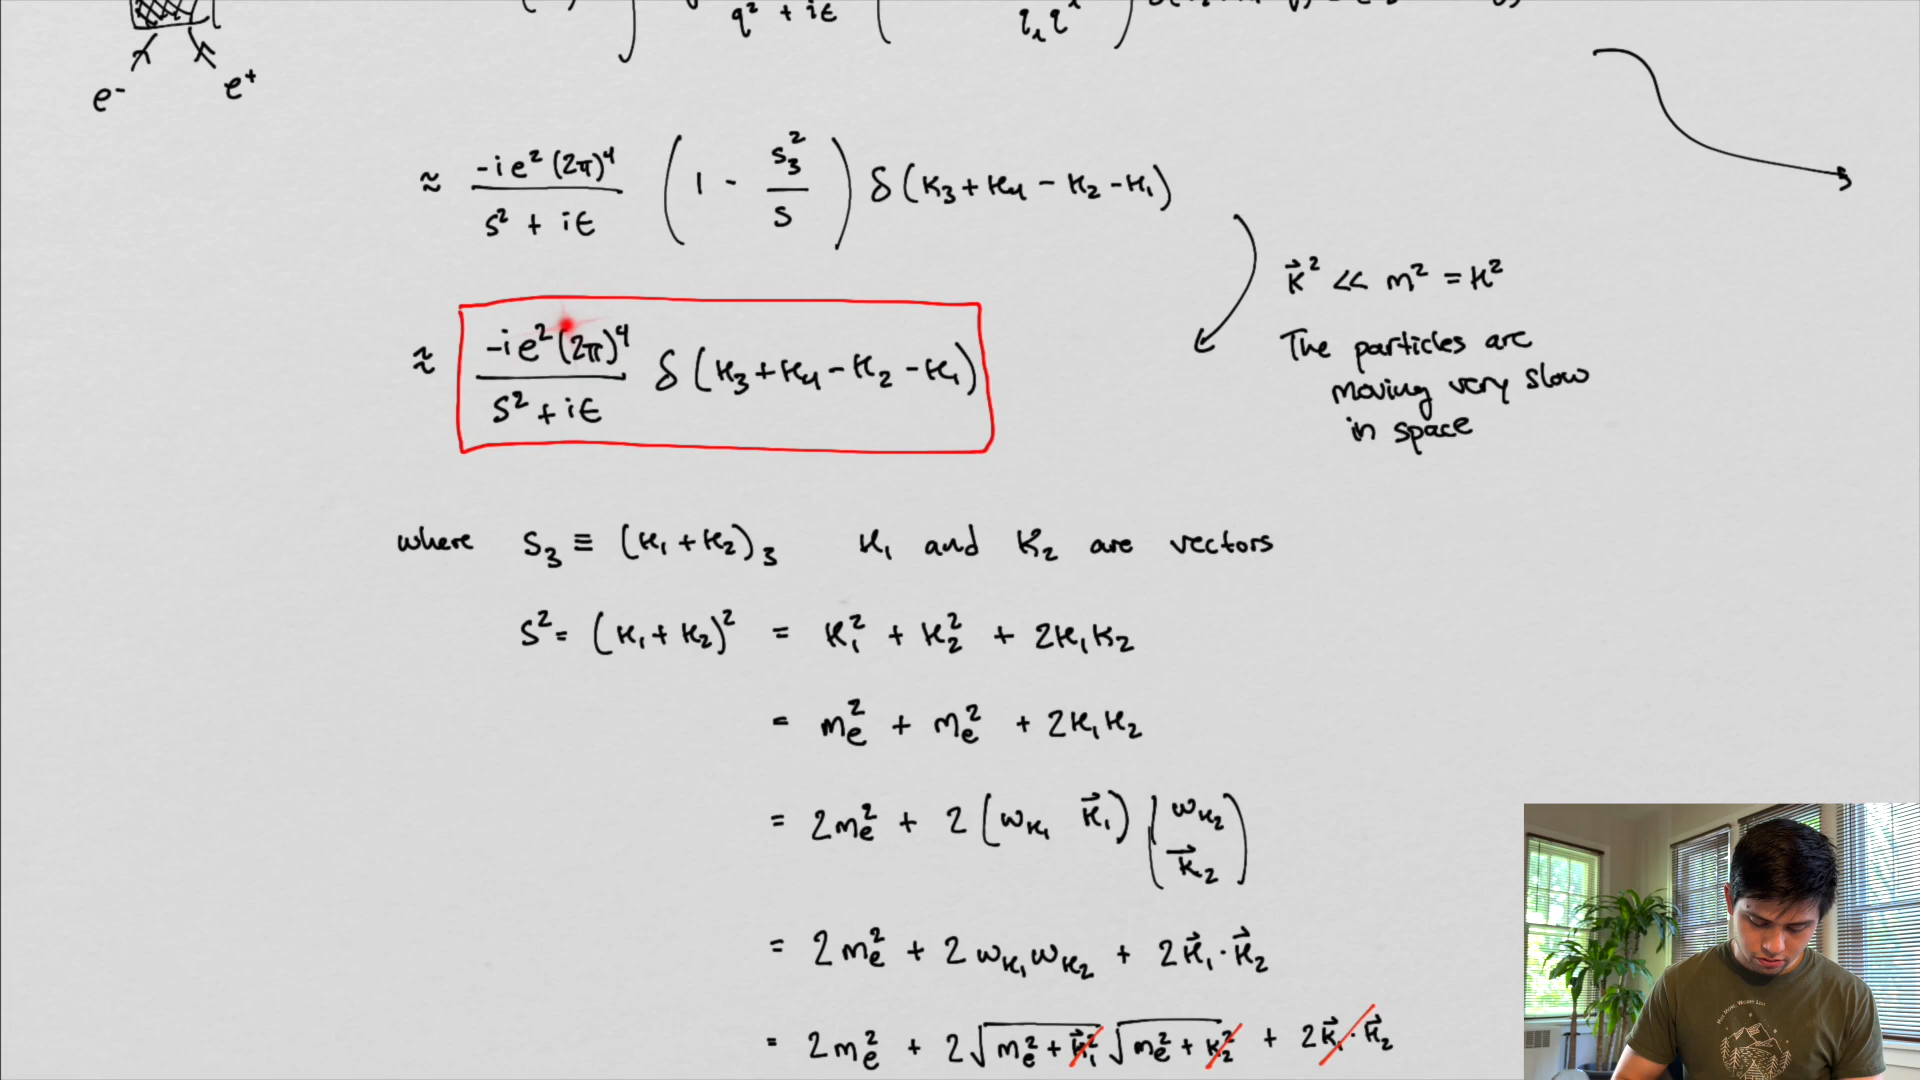 q² + iε
e⁻ e⁺
≈ -ie²(2π)⁴ / s² + iε ( 1 - s₃² / s ) δ(k₃ + k₄ - k₂ - k₁)
k⃗² << m² = k²
The particles are
moving very slow
in space
≈ -ie²(2π)⁴ / s² + iε δ(k₃ + k₄ - k₂ - k₁)
where s₃ ≡ (k₁ + k₂)₃ k₁ and k₂ are vectors
s² = (k₁ + k₂)² = k₁² + k₂² + 2k₁k₂
= mₑ² + mₑ² + 2k₁k₂
= 2mₑ² + 2 (ω_k₁ k⃗₁) (ω_k₂ k⃗₂)
= 2mₑ² + 2ω_k₁ω_k₂ + 2k⃗₁·k⃗₂
= 2mₑ² + 2√(mₑ² + k⃗₁²) √(mₑ² + k₂²) + 2k⃗₁·k⃗₂